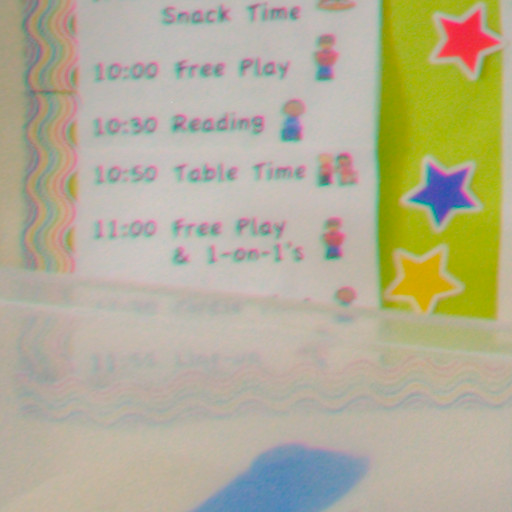 Snack Time
10:00 Free Play
10:30 Reading
10:50 Table Time
11:00 Free Play
& 1-on-1's